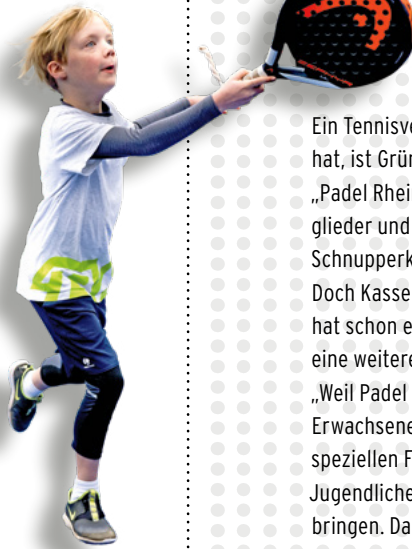 Ein Tennisve
hat, ist Grün
„Padel Rhei
glieder und
Schnupperk
Doch Kasse
hat schon e
eine weitere
„Weil Padel
Erwachsene
speziellen F
Jugendliche
bringen. Da